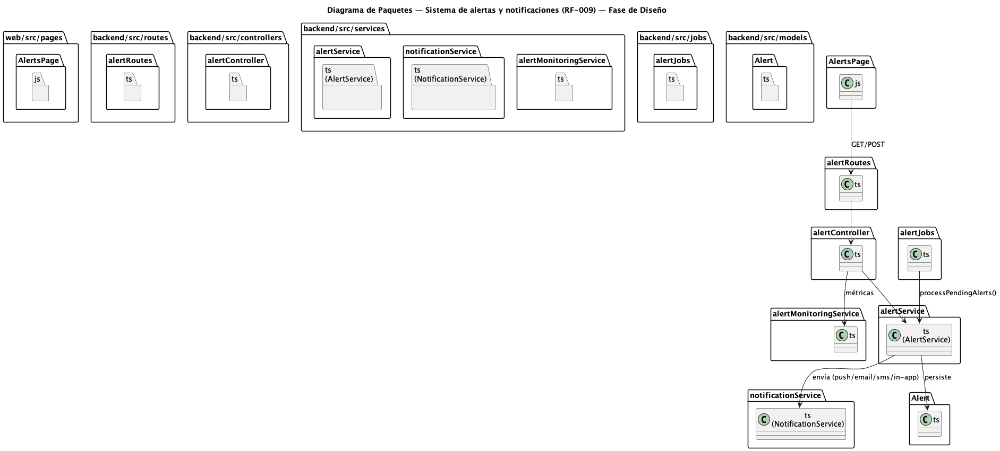 Diagrama de Paquetes — Sistema de alertas y notificaciones (RF-009) — Fase de Diseño
web/src/pages
AlertsPage
js
backend/src/routes
alertRoutes
ts
backend/src/controllers
alertController
ts
backend/src/services
alertService
ts
(AlertService)
notificationService
ts
(NotificationService)
alertMonitoringService
ts
backend/src/jobs
alertJobs
ts
backend/src/models
Alert
ts
AlertsPage
C js
GET/POST
alertRoutes
C ts
alertController
C ts
alertJobs
C ts
métricas
processPendingAlerts()
alertMonitoringService
C ts
alertService
C ts
(AlertService)
envía (push/email/sms/in-app)
persiste
notificationService
C ts
(NotificationService)
Alert
C ts